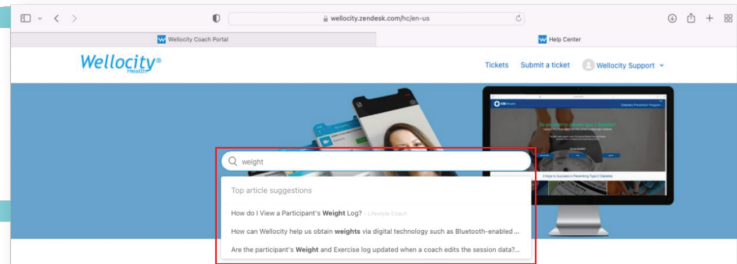 wellocity.zendesk.com/hc/en-us
Wellocity Coach Portal
Help Center
Wellocity®
Health
Tickets Submit a ticket Wellocity Support
weight
Top article suggestions
How do I View a Participant's Weight Log? - Lifestyle Coach
How can Wellocity help us obtain weights via digital technology such as Bluetooth-enabled ...
Are the participant's Weight and Exercise log updated when a coach edits the session data?...